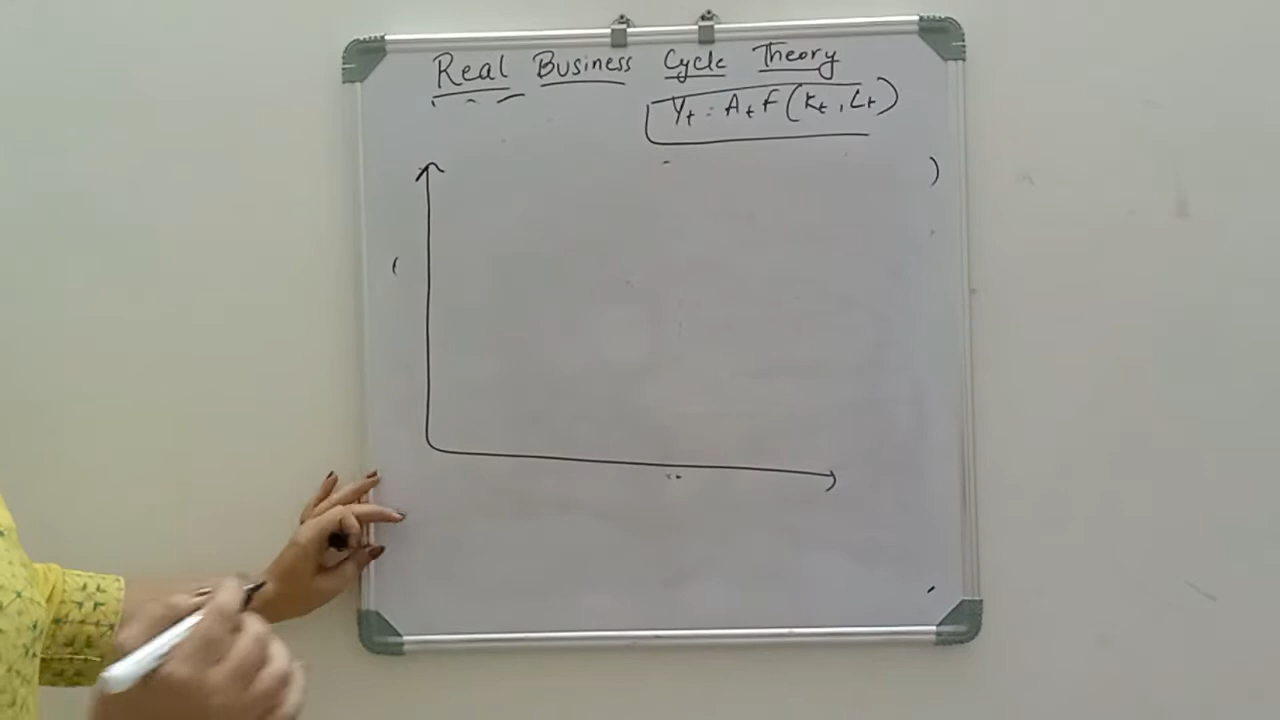 Real Business Cycle Theory
Yt = At F (Kt, Lt)